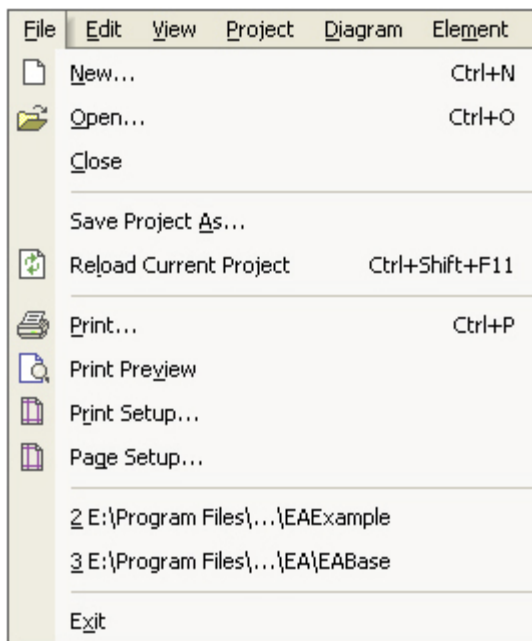 File Edit View Project Diagram Element
New... Ctrl+N
Open... Ctrl+O
Close
Save Project As...
Reload Current Project Ctrl+Shift+F11
Print... Ctrl+P
Print Preview
Print Setup...
Page Setup...
2 E:\Program Files\...\EAExample
3 E:\Program Files\...\EA\EABase
Exit